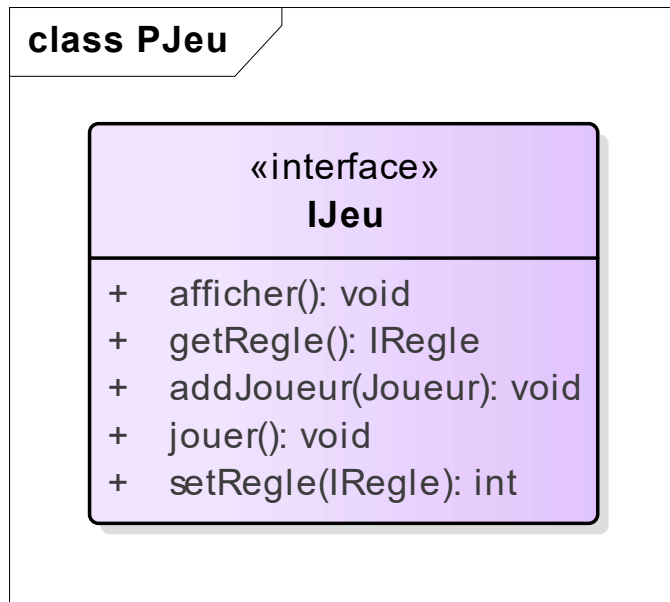 class PJeu
«interface»
IJeu
+ afficher(): void
+ getRegle(): IRegle
+ addJoueur(Joueur): void
+ jouer(): void
+ setRegle(IRegle): int